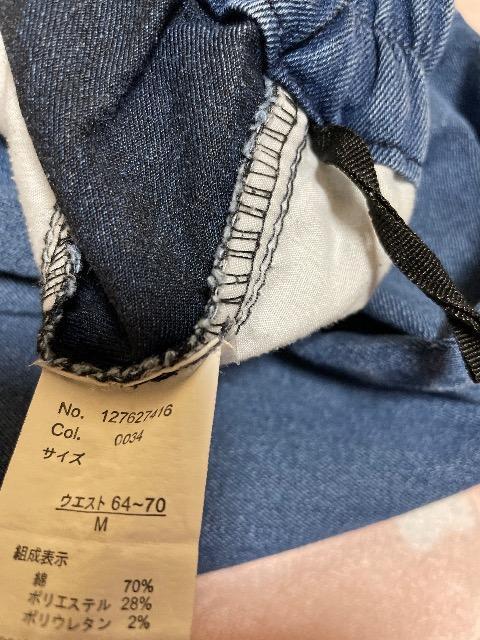 No. 127627416
Col. 0034
サイズ
ウエスト 64~70
M
組成表示
綿 70%
ポリエステル 28%
ポリウレタン 2%